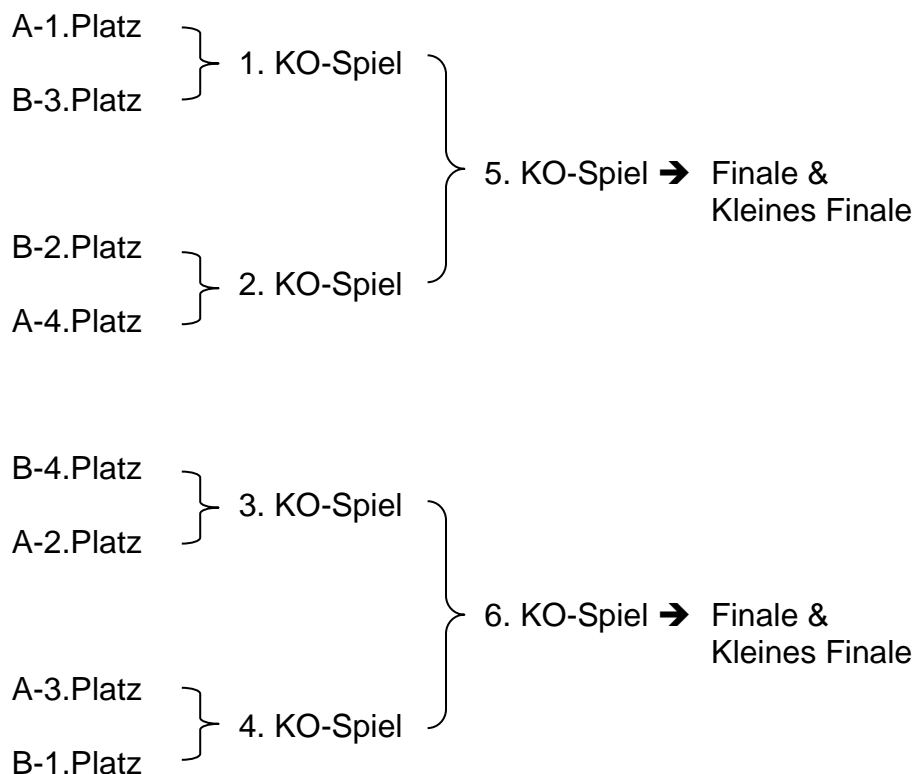 A-1.Platz
1. KO-Spiel
B-3.Platz
5. KO-Spiel ➔ Finale &
Kleines Finale
B-2.Platz
2. KO-Spiel
A-4.Platz
B-4.Platz
3. KO-Spiel
A-2.Platz
6. KO-Spiel ➔ Finale &
Kleines Finale
A-3.Platz
4. KO-Spiel
B-1.Platz